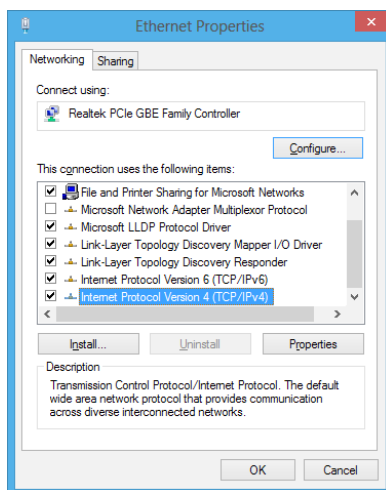 Ethernet Properties
Networking
Sharing
Connect using:
Realtek PCIe GBE Family Controller
Configure...
This connection uses the following items:
File and Printer Sharing for Microsoft Networks
Microsoft Network Adapter Multiplexor Protocol
Microsoft LLDP Protocol Driver
Link-Layer Topology Discovery Mapper I/O Driver
Link-Layer Topology Discovery Responder
Internet Protocol Version 6 (TCP/IPv6)
Internet Protocol Version 4 (TCP/IPv4)
Install...
Uninstall
Properties
Description
Transmission Control Protocol/Internet Protocol. The default
wide area network protocol that provides communication
across diverse interconnected networks.
OK
Cancel